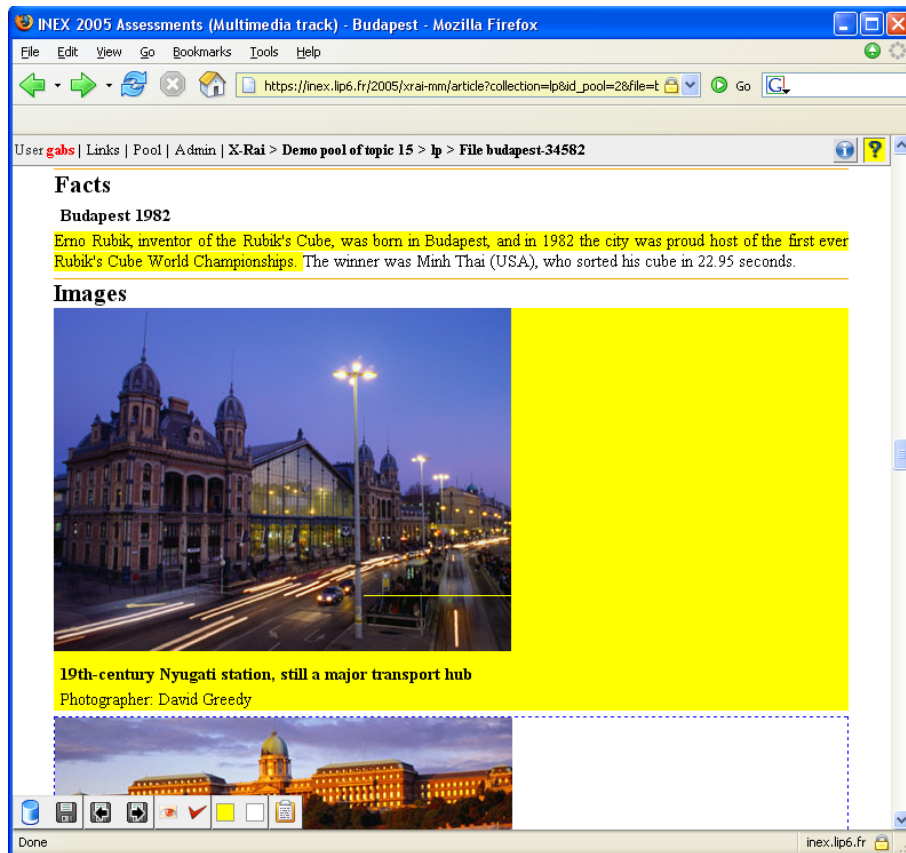 INEX 2005 Assessments (Multimedia track) - Budapest - Mozilla Firefox
File Edit View Go Bookmarks Tools Help
https://inex.lip6.fr/2005/xrai-mm/article?collection=lp&id_pool=2&file=b Go G
User gabs | Links | Pool | Admin | X-Rai > Demo pool of topic 15 > lp > File budapest-34582
Facts
Budapest 1982
Erno Rubik, inventor of the Rubik's Cube, was born in Budapest, and in 1982 the city was proud host of the first ever
Rubik's Cube World Championships. The winner was Minh Thai (USA), who sorted his cube in 22.95 seconds.
Images
19th-century Nyugati station, still a major transport hub
Photographer: David Greedy
Done inex.lip6.fr